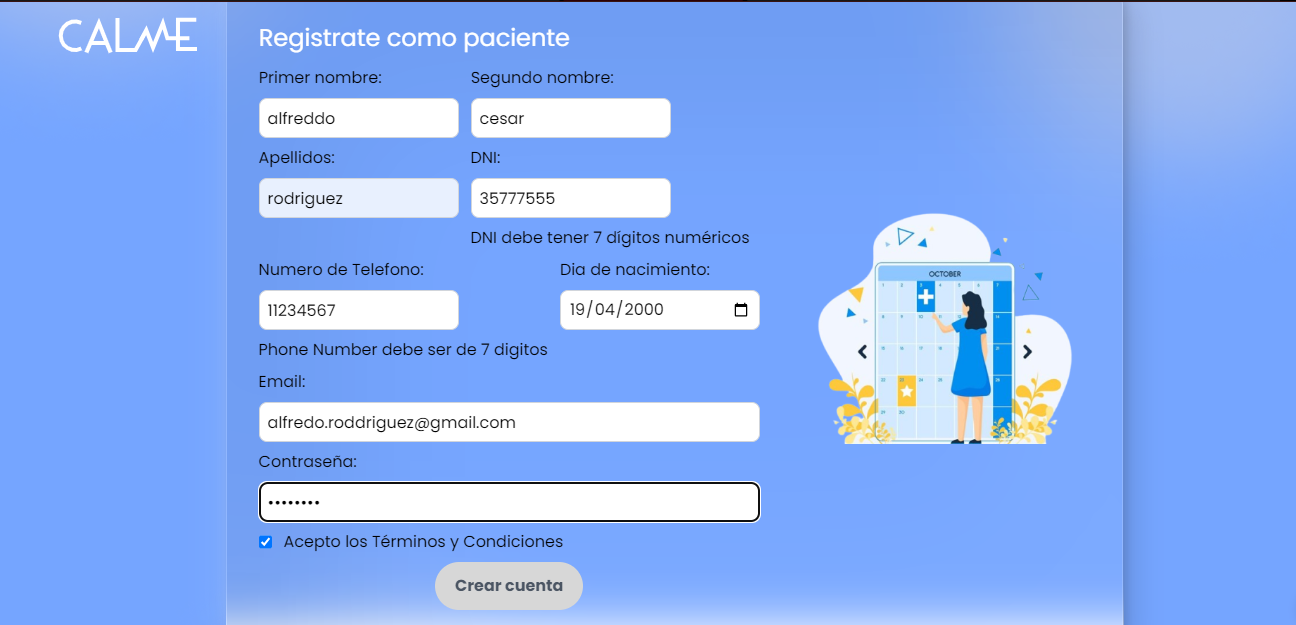 CALME
Registrate como paciente
Primer nombre: Segundo nombre:
alfreddo cesar
Apellidos: DNI:
rodriguez 35777555
DNI debe tener 7 dígitos numéricos
Numero de Telefono: Dia de nacimiento:
11234567 19/04/2000
Phone Number debe ser de 7 digitos
Email:
alfredo.roddriguez@gmail.com
Contraseña:
••••••••
Acepto los Términos y Condiciones
Crear cuenta
OCTOBER